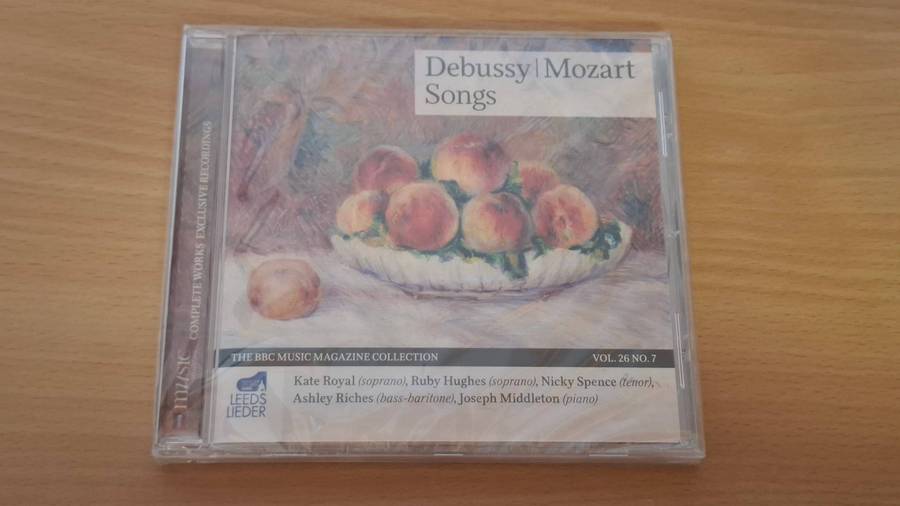 Debussy | Mozart
Songs
MUSIC COMPLETE WORKS EXCLUSIVE RECORDINGS
THE BBC MUSIC MAGAZINE COLLECTION VOL. 26 NO. 7
Kate Royal (soprano), Ruby Hughes (soprano), Nicky Spence (tenor),
Ashley Riches (bass-baritone), Joseph Middleton (piano)
LEEDS
LIEDER